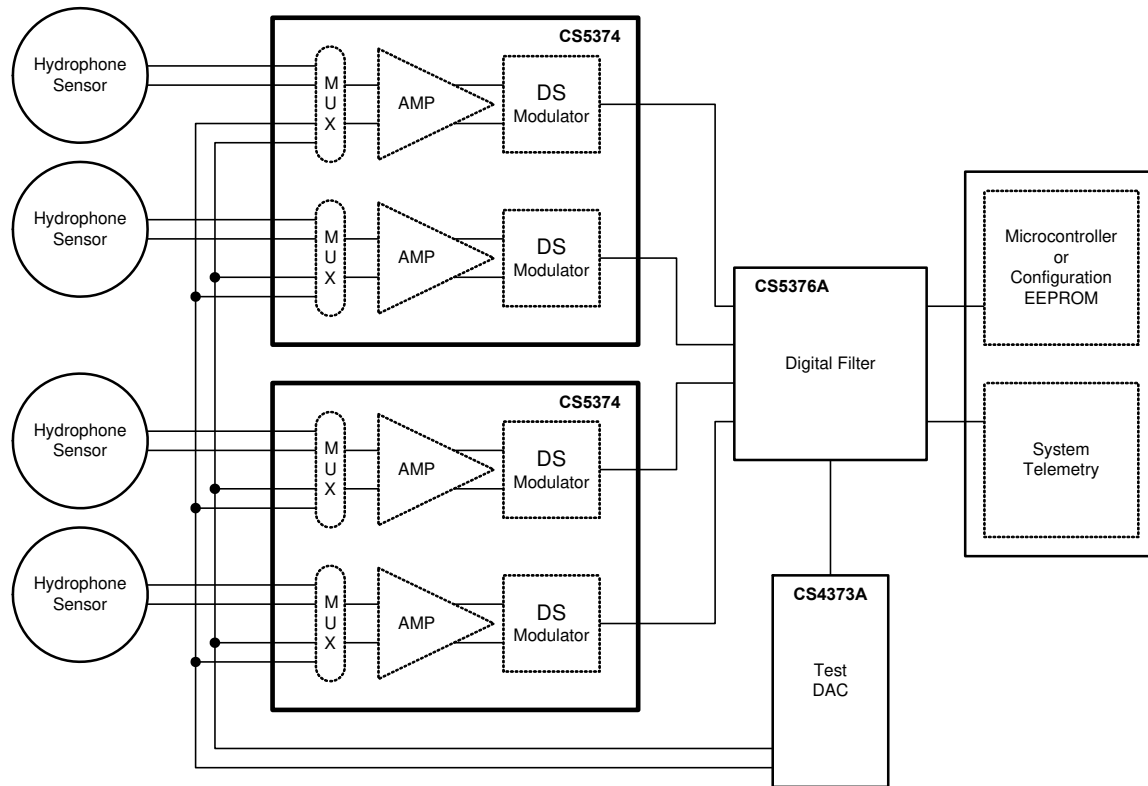 CS5374
Hydrophone
Sensor
M
U
X
AMP
DS
Modulator
Hydrophone
Sensor
M
U
X
AMP
DS
Modulator
CS5374
Hydrophone
Sensor
M
U
X
AMP
DS
Modulator
Hydrophone
Sensor
M
U
X
AMP
DS
Modulator
CS5376A
Digital Filter
Microcontroller
or
Configuration
EEPROM
System
Telemetry
CS4373A
Test
DAC